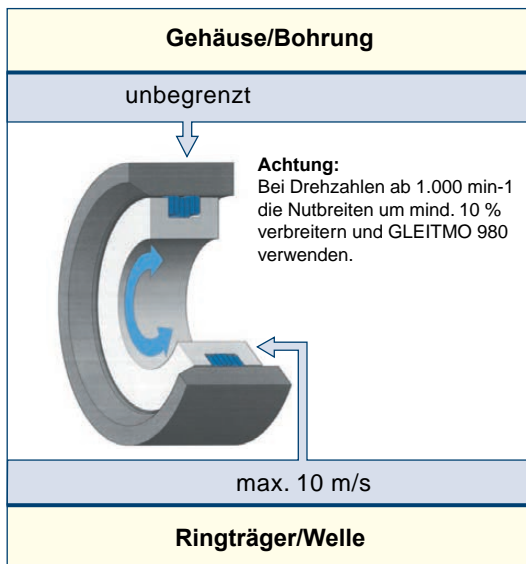 Gehäuse/Bohrung
unbegrenzt
Achtung:
Bei Drehzahlen ab 1.000 min-1
die Nutbreiten um mind. 10 %
verbreitern und GLEITMO 980
verwenden.
max. 10 m/s
Ringträger/Welle